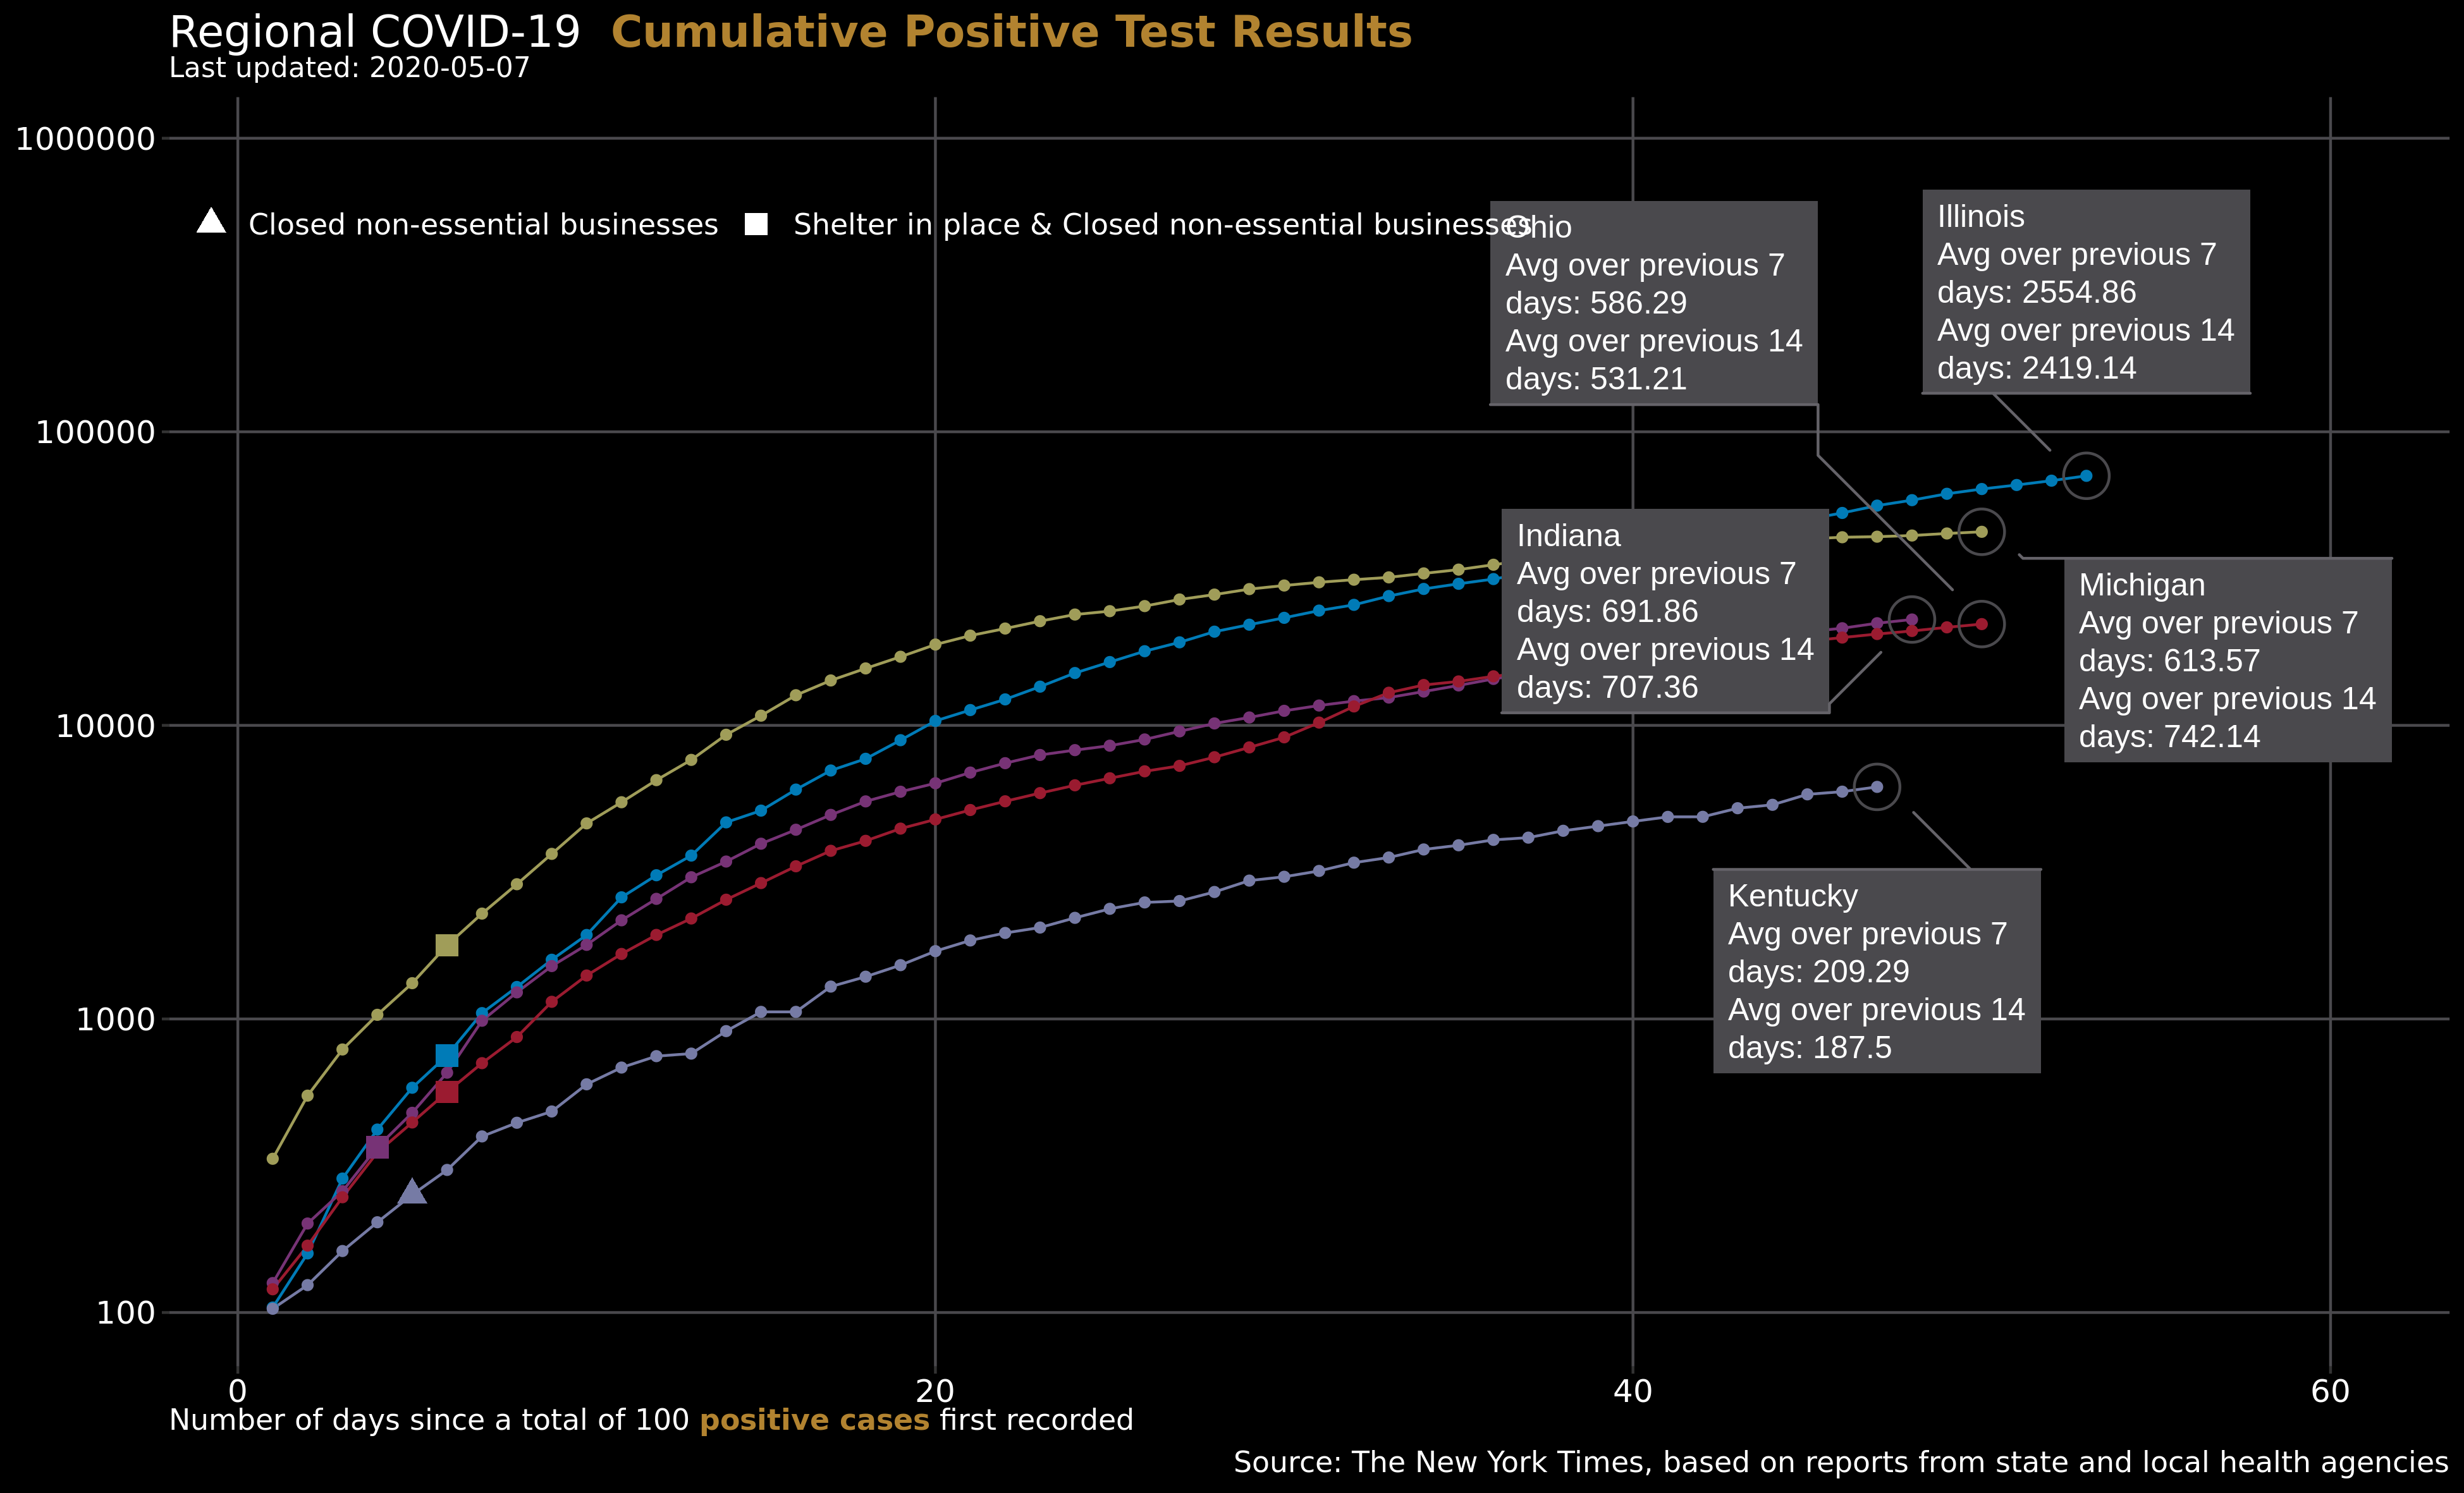 Regional COVID-19 Cumulative Positive Test Results
Last updated: 2020-05-07
1000000
100000
10000
1000
100
Closed non-essential businesses
Shelter in place & Closed non-essential businesses
Ohio
Avg over previous 7
days: 586.29
Avg over previous 14
days: 531.21
Illinois
Avg over previous 7
days: 2554.86
Avg over previous 14
days: 2419.14
Indiana
Avg over previous 7
days: 691.86
Avg over previous 14
days: 707.36
Michigan
Avg over previous 7
days: 613.57
Avg over previous 14
days: 742.14
Kentucky
Avg over previous 7
days: 209.29
Avg over previous 14
days: 187.5
0
20
40
60
Number of days since a total of 100 positive cases first recorded
Source: The New York Times, based on reports from state and local health agencies